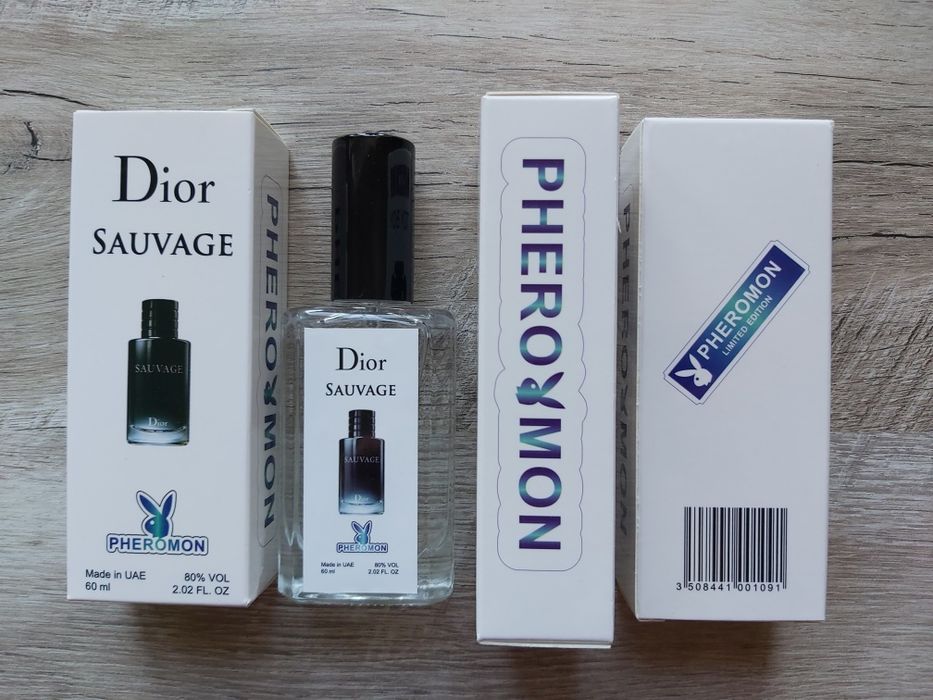 Dior
SAUVAGE
SAUVAGE
Dior
PHEROMON
Made in UAE
60 ml
80% VOL
2.02 FL. OZ
PHEROMON
Dior
SAUVAGE
SAUVAGE
PHEROMON
Made in UAE
60 ml
80% VOL
2.02 FL. OZ
PHEROMON
PHEROMON
PHEROMON
LIMITED EDITION
3 508441 001091